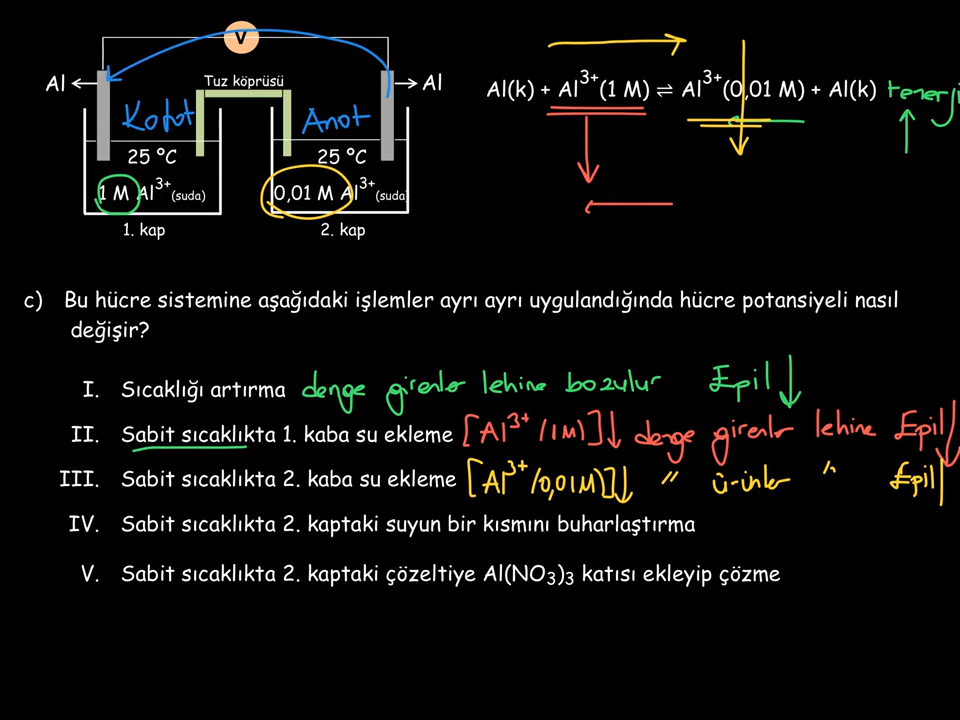 V
Al
Tuz köprüsü
Al
Katot
Anot
25 ºC
25 ºC
1 M Al3+(suda)
0,01 M Al3+(suda)
1. kap
2. kap
Al(k) + Al3+(1 M) ⇌ Al3+(0,01 M) + Al(k) +enerji
c) Bu hücre sistemine aşağıdaki işlemler ayrı ayrı uygulandığında hücre potansiyeli nasıl
değişir?
I. Sıcaklığı artırma denge girenler lehine bozulur Epil ↓
II. Sabit sıcaklıkta 1. kaba su ekleme [Al3+/1M]↓ denge girenler lehine Epil ↓
III. Sabit sıcaklıkta 2. kaba su ekleme [Al3+/0,01M]↓ " ürünler " Epil
IV. Sabit sıcaklıkta 2. kaptaki suyun bir kısmını buharlaştırma
V. Sabit sıcaklıkta 2. kaptaki çözeltiye Al(NO3)3 katısı ekleyip çözme